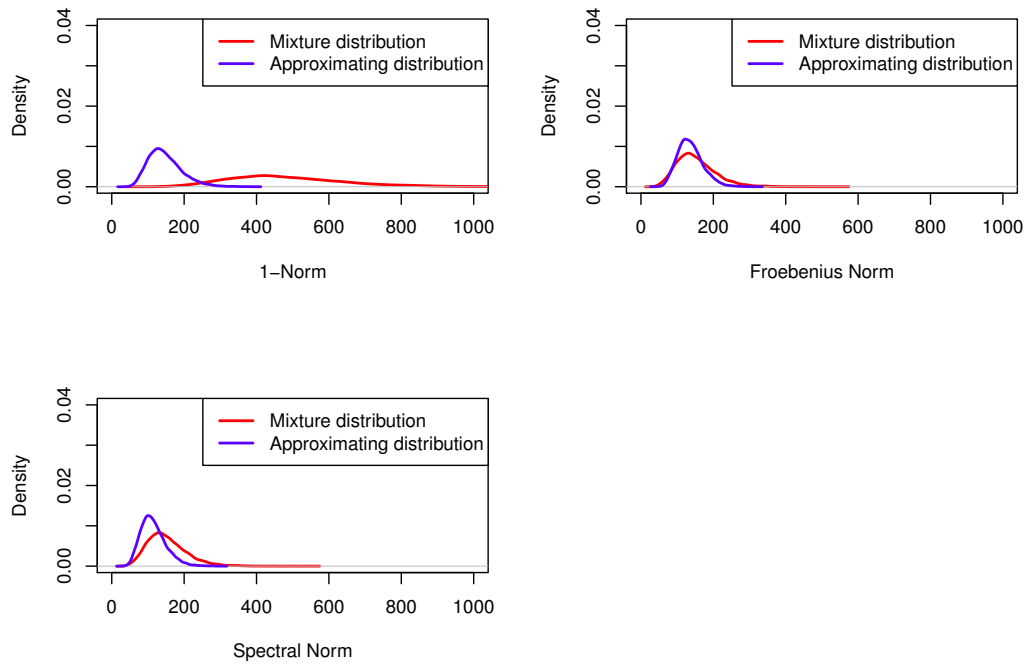 0.04
0.02
0.00
Density
Mixture distribution
Approximating distribution
0 200 400 600 800 1000
1−Norm
0.04
0.02
0.00
Density
Mixture distribution
Approximating distribution
0 200 400 600 800 1000
Froebenius Norm
0.04
0.02
0.00
Density
Mixture distribution
Approximating distribution
0 200 400 600 800 1000
Spectral Norm